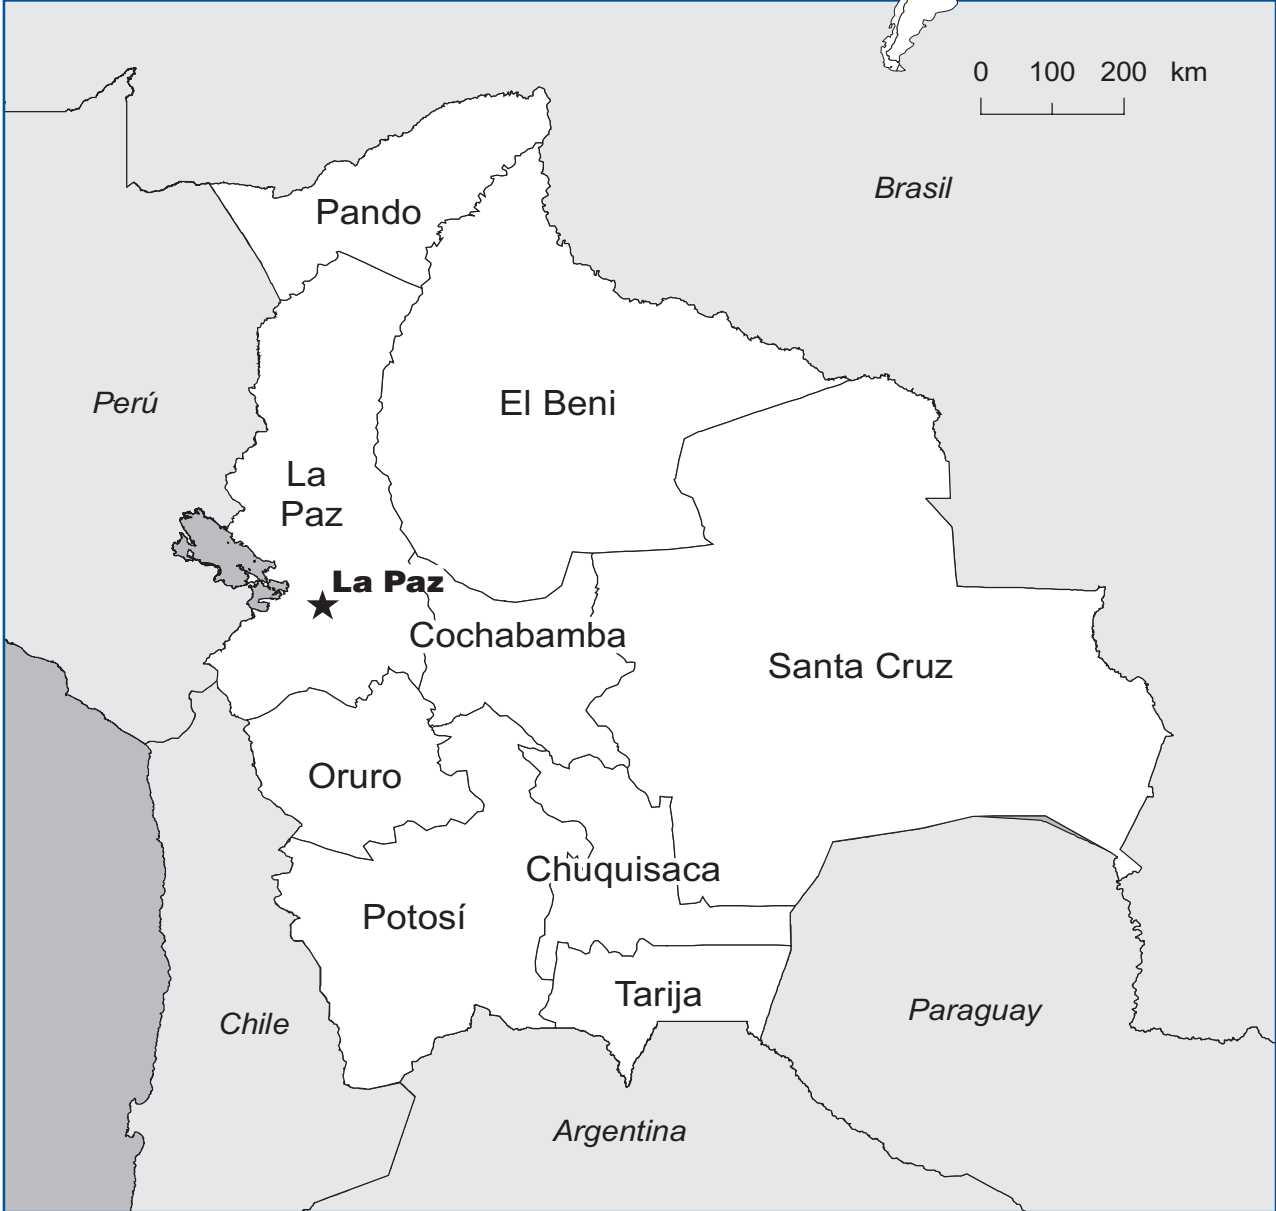 0 100 200 km
Brasil
Pando
Perú
El Beni
La
Paz
La Paz
Cochabamba
Santa Cruz
Oruro
Chuquisaca
Potosí
Tarija
Chile
Paraguay
Argentina